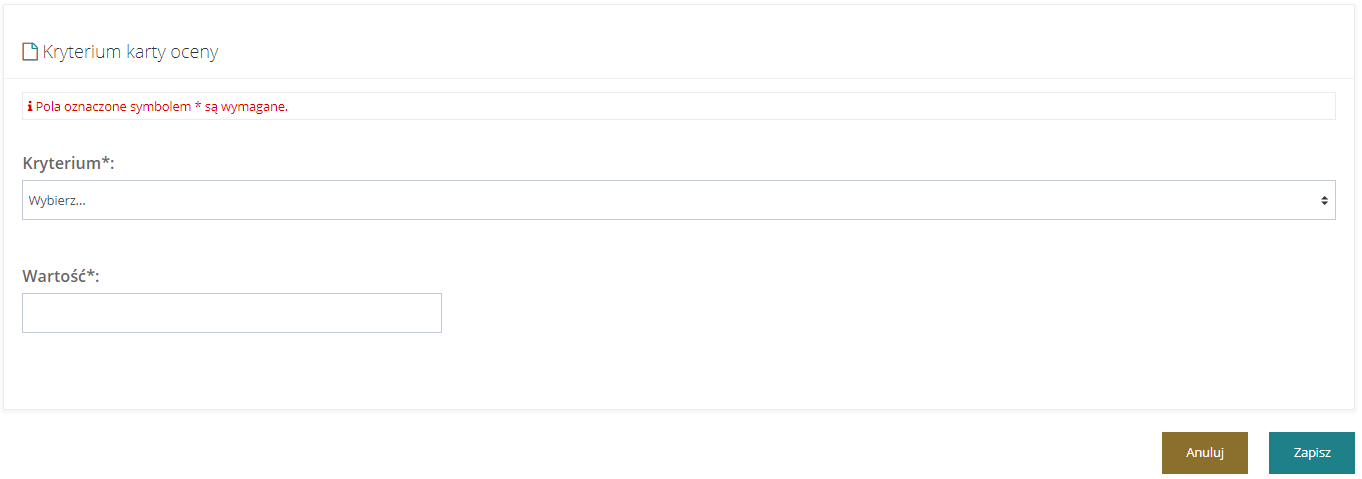 Kryterium karty oceny
Pola oznaczone symbolem * są wymagane.
Kryterium*:
Wybierz...
Wartość*:
Anuluj
Zapisz